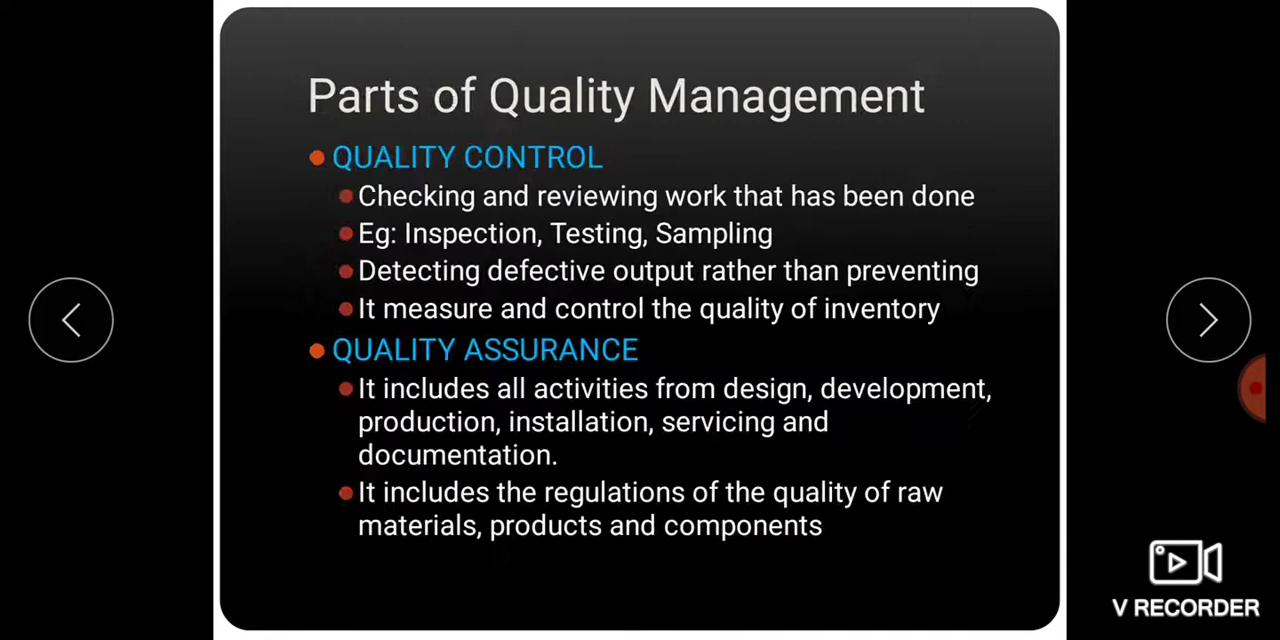 Parts of Quality Management
QUALITY CONTROL
Checking and reviewing work that has been done
Eg: Inspection, Testing, Sampling
Detecting defective output rather than preventing
It measure and control the quality of inventory
QUALITY ASSURANCE
It includes all activities from design, development,
production, installation, servicing and
documentation.
It includes the regulations of the quality of raw
materials, products and components
V RECORDER